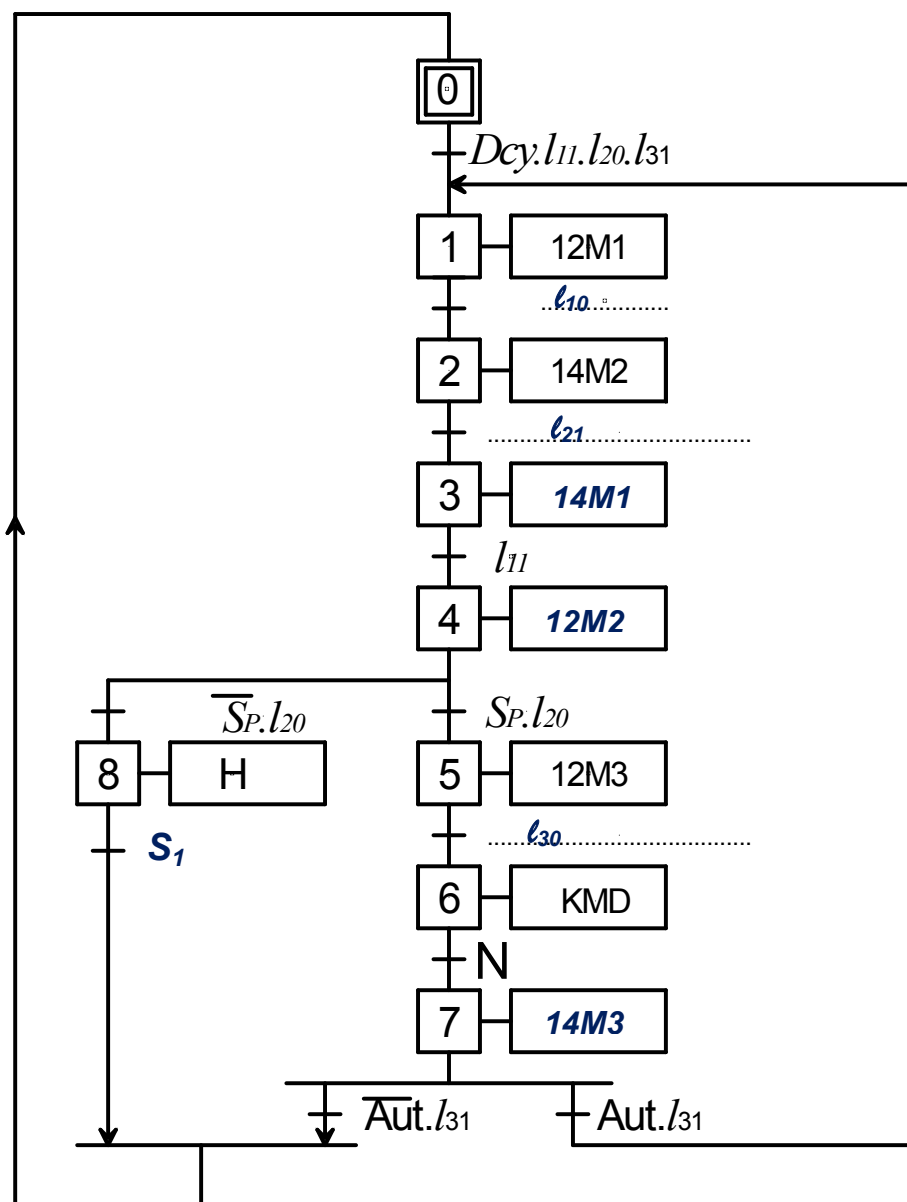 0
Dcy.l11.l20.l31
1 12M1
l10
2 14M2
l21
3 14M1
l11
4 12M2
S̅P.l20 SP.l20
8 H 5 12M3
S1 l30
6 KMD
N
7 14M3
A̅u̅t̅.l31 Aut.l31